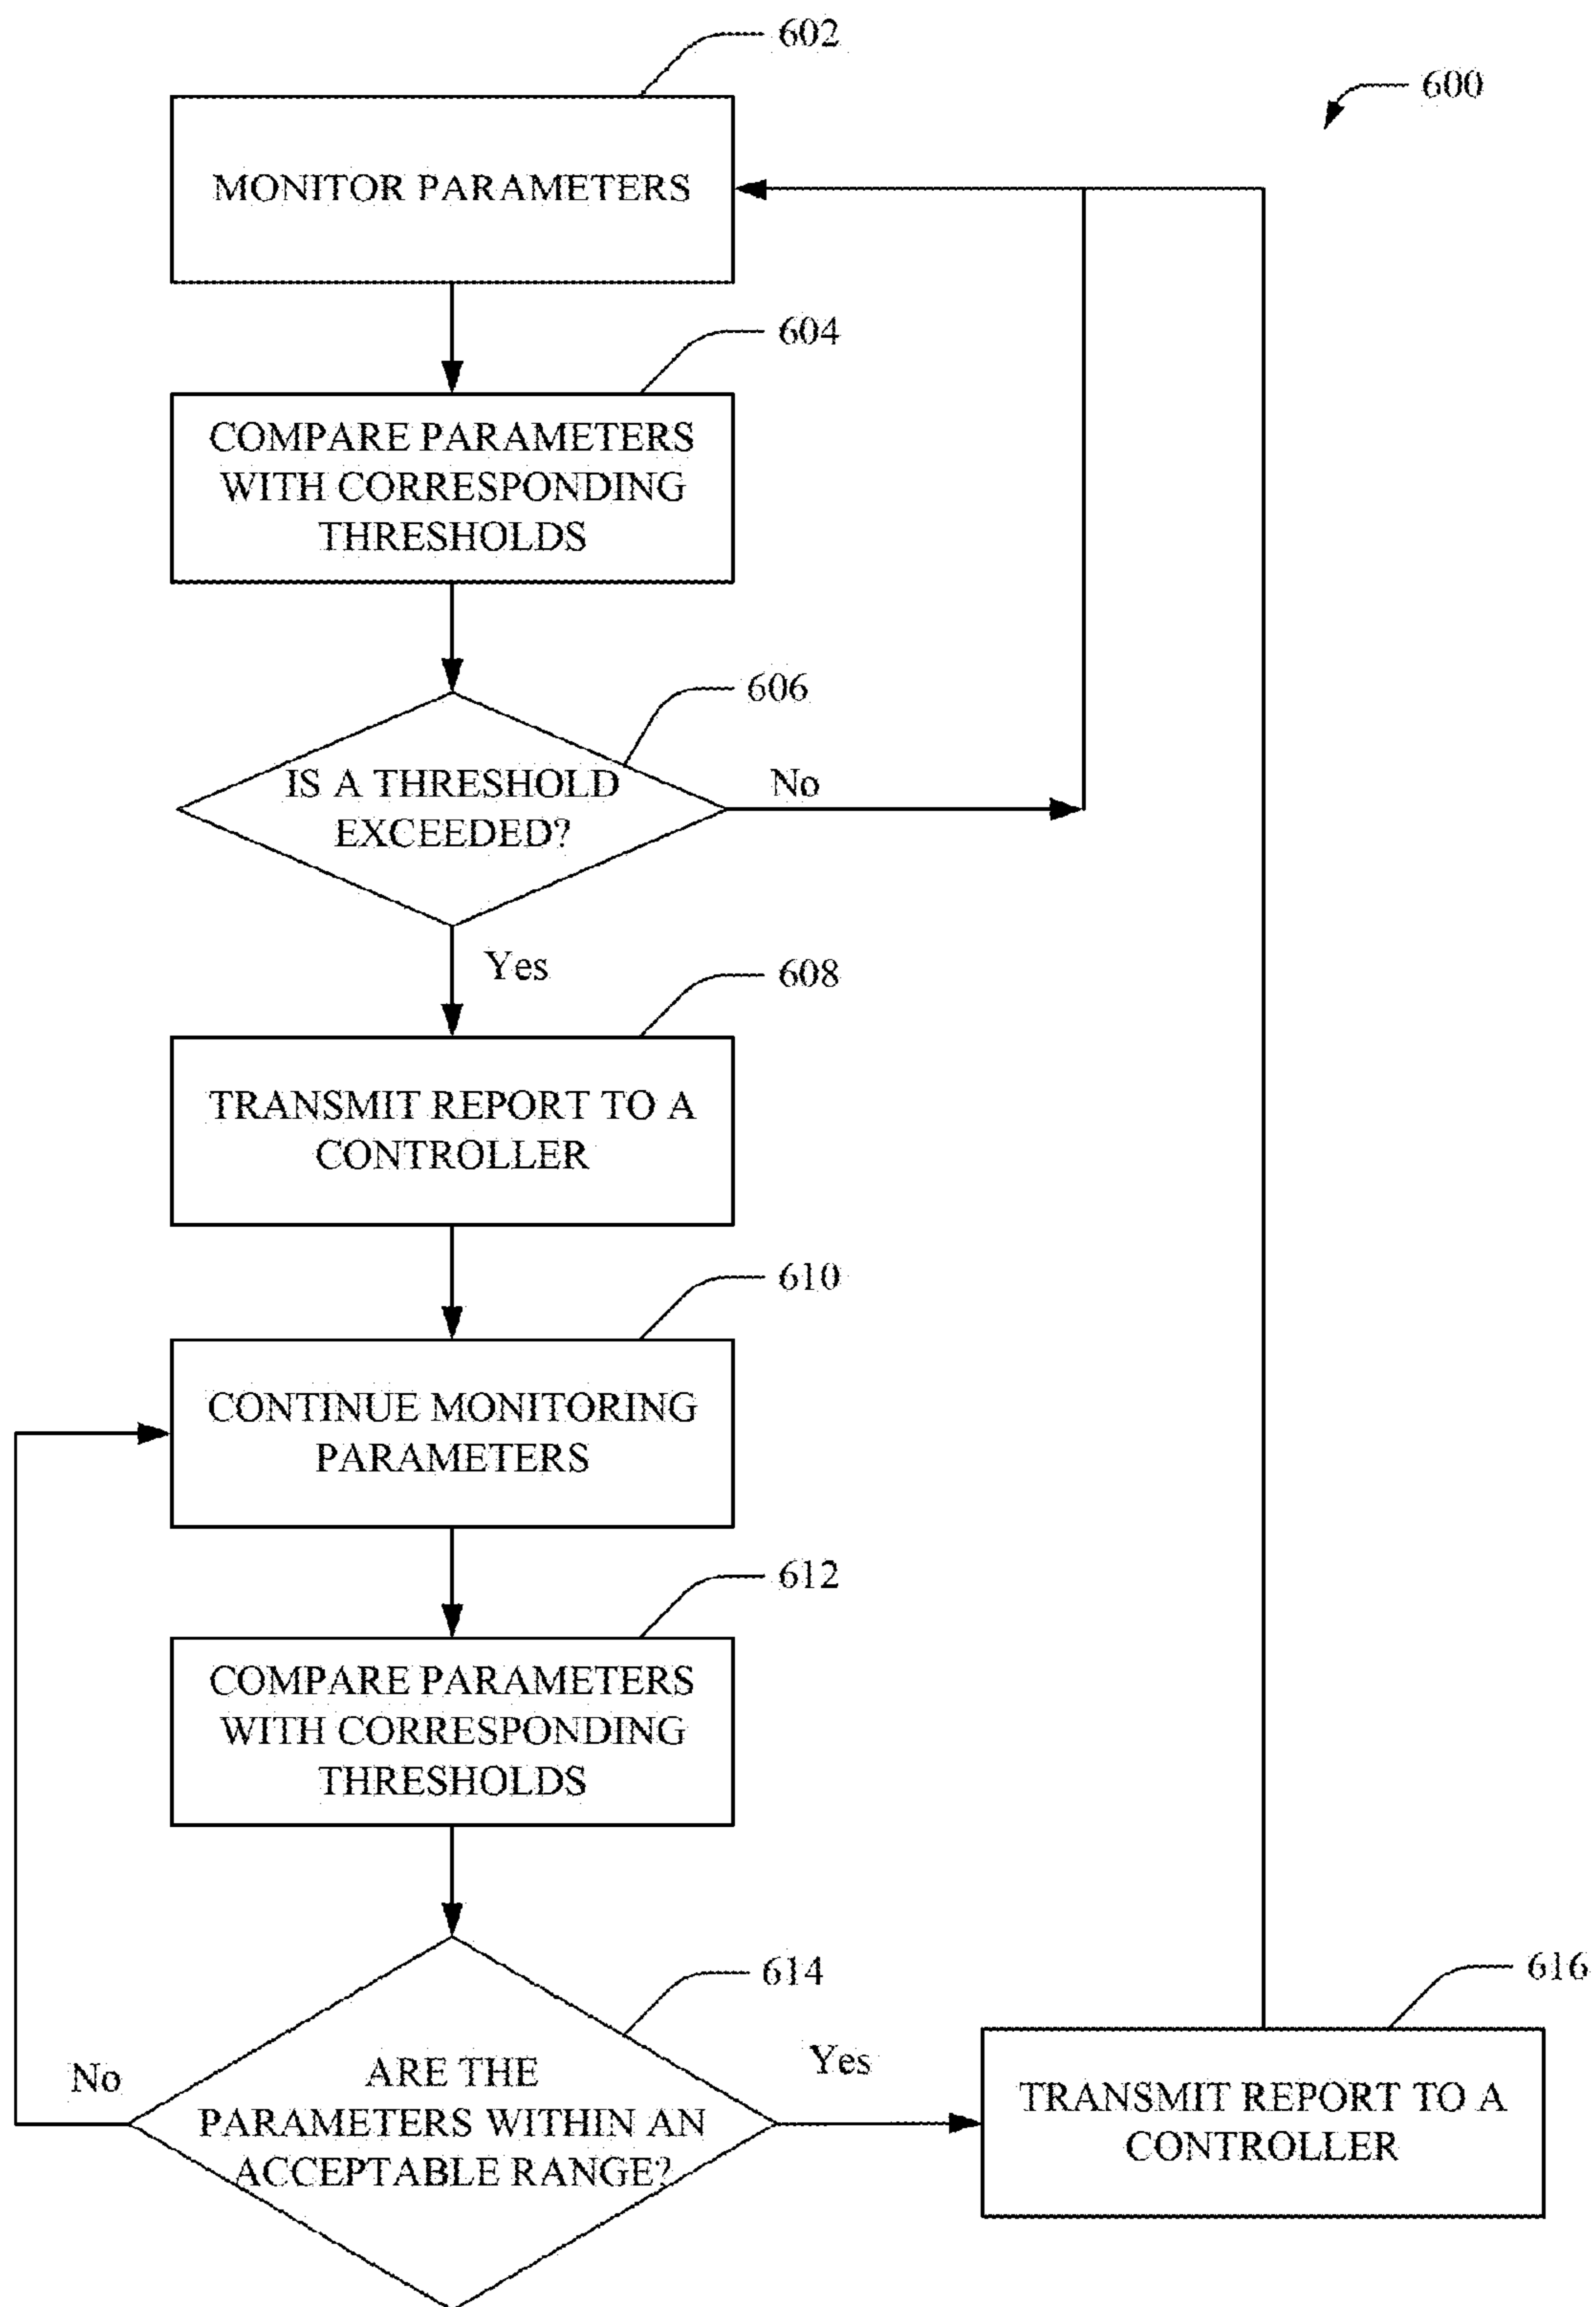 602
600
MONITOR PARAMETERS
604
COMPARE PARAMETERS
WITH CORRESPONDING
THRESHOLDS
606
IS A THRESHOLD
EXCEEDED?
No
Yes
608
TRANSMIT REPORT TO A
CONTROLLER
610
CONTINUE MONITORING
PARAMETERS
612
COMPARE PARAMETERS
WITH CORRESPONDING
THRESHOLDS
614
616
No
ARE THE
PARAMETERS WITHIN AN
ACCEPTABLE RANGE?
Yes
TRANSMIT REPORT TO A
CONTROLLER